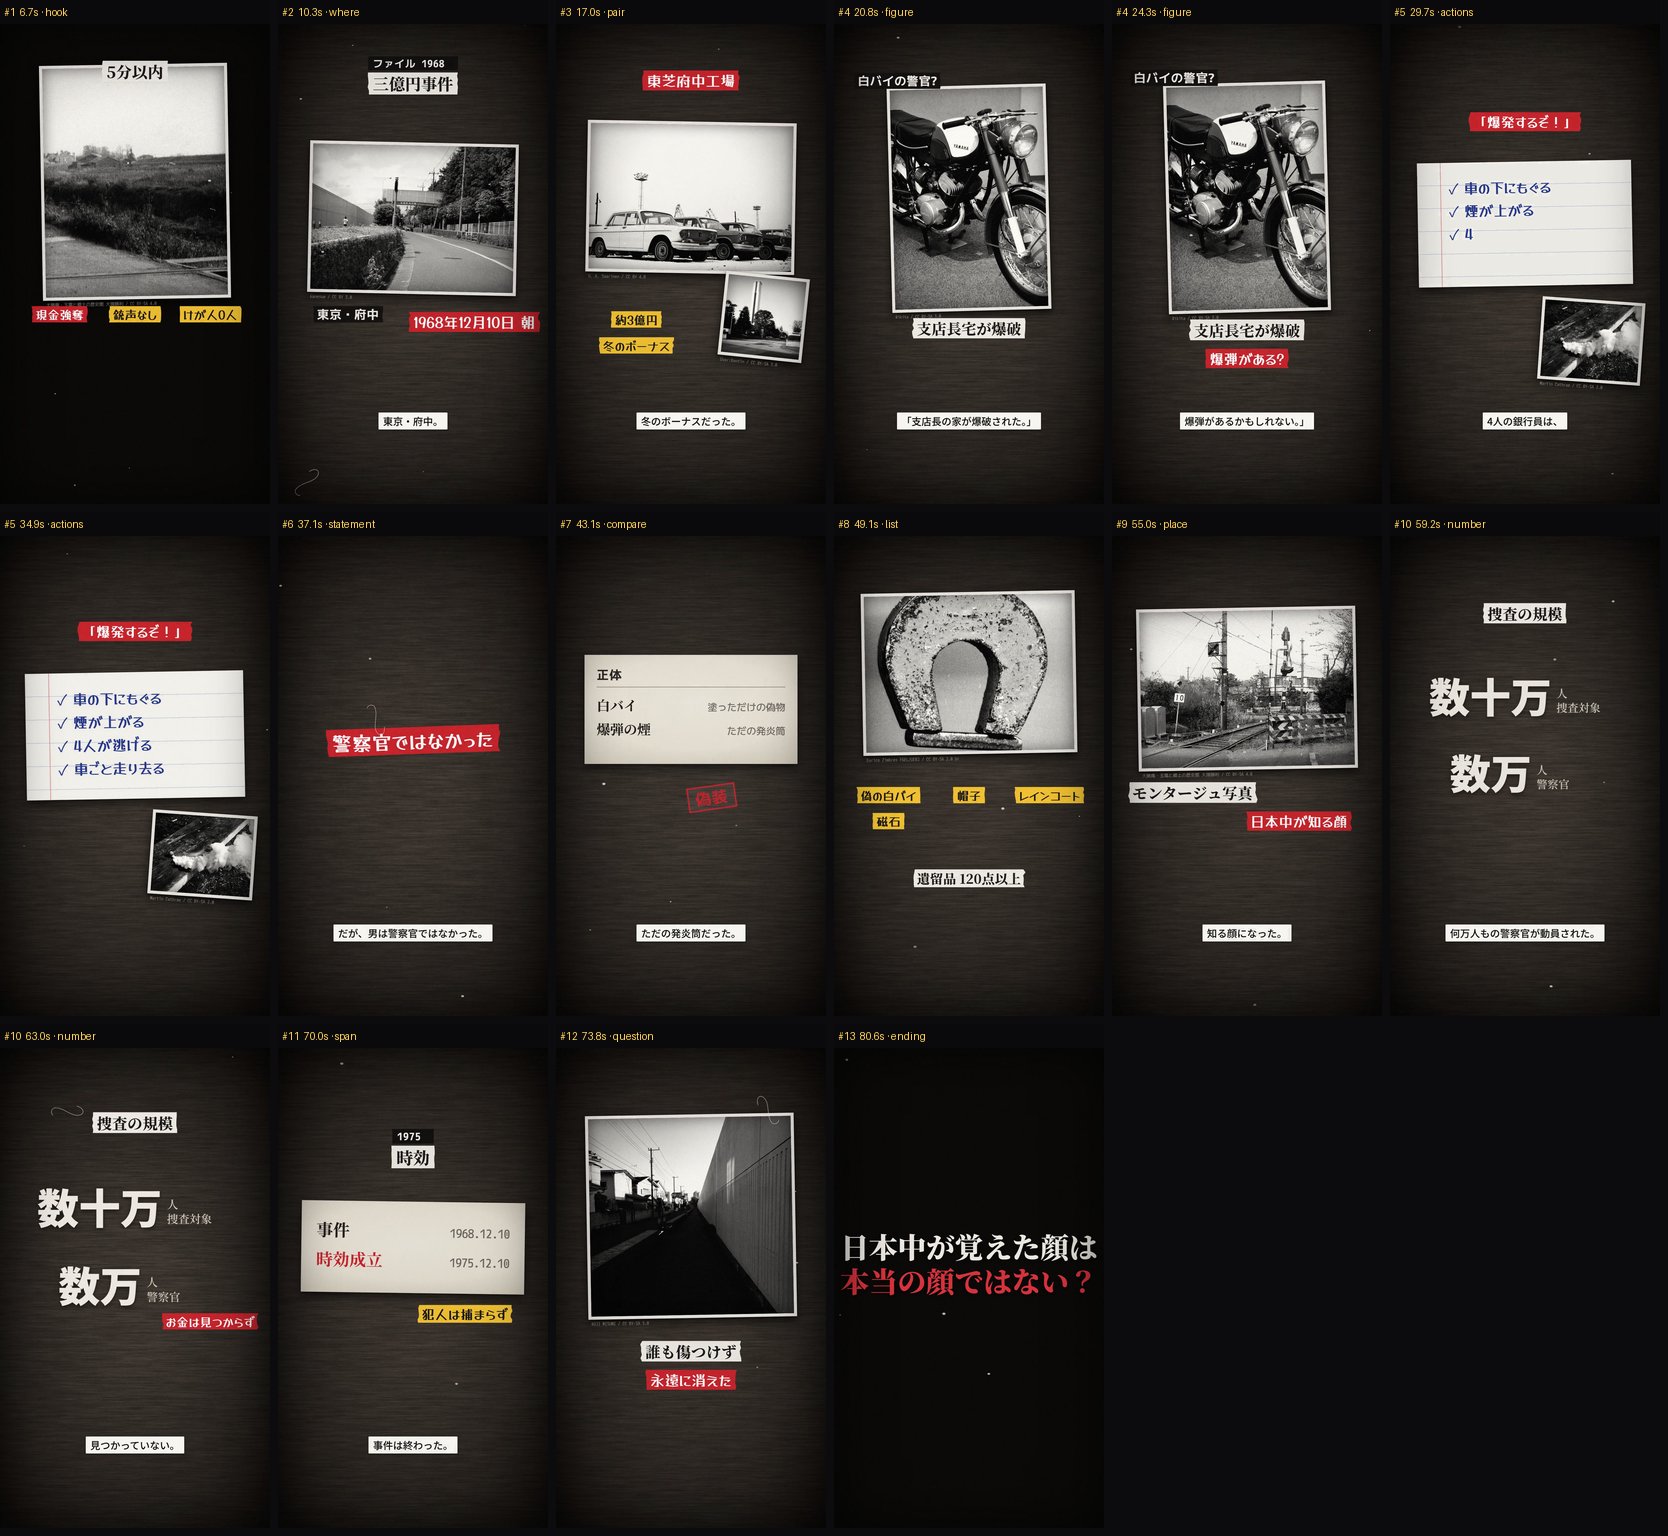 #1 6.7s · hook
5分以内
現金強奪
銃声なし
けが人0人
#2 10.3s · where
ファイル 1968
三億円事件
東京・府中
1968年12月10日 朝
東京・府中。
#3 17.0s · pair
東芝府中工場
約3億円
冬のボーナス
冬のボーナスだった。
#4 20.8s · figure
白バイの警官?
YAMAHA
支店長宅が爆破
「支店長の家が爆破された。」
#4 24.3s · figure
白バイの警官?
YAMAHA
支店長宅が爆破
爆弾がある?
爆弾があるかもしれない。」
#5 29.7s · actions
「爆発するぞ！」
✓ 車の下にもぐる
✓ 煙が上がる
✓ 4
4人の銀行員は、
#5 34.9s · actions
「爆発するぞ！」
✓ 車の下にもぐる
✓ 煙が上がる
✓ 4人が逃げる
✓ 車ごと走り去る
#6 37.1s · statement
警察官ではなかった
だが、男は警察官ではなかった。
#7 43.1s · compare
正体
白バイ 塗っただけの偽物
爆弾の煙 ただの発炎筒
偽装
ただの発炎筒だった。
#8 49.1s · list
偽の白バイ
帽子
レインコート
磁石
遺留品 120点以上
#9 55.0s · place
10
モンタージュ写真
日本中が知る顔
知る顔になった。
#10 59.2s · number
捜査の規模
数十万 人
捜査対象
数万 人
警察官
何万人もの警察官が動員された。
#10 63.0s · number
捜査の規模
数十万 人
捜査対象
数万 人
警察官
お金は見つからず
見つかっていない。
#11 70.0s · span
1975
時効
事件 1968.12.10
時効成立 1975.12.10
犯人は捕まらず
事件は終わった。
#12 73.8s · question
誰も傷つけず
永遠に消えた
#13 80.6s · ending
日本中が覚えた顔は
本当の顔ではない？